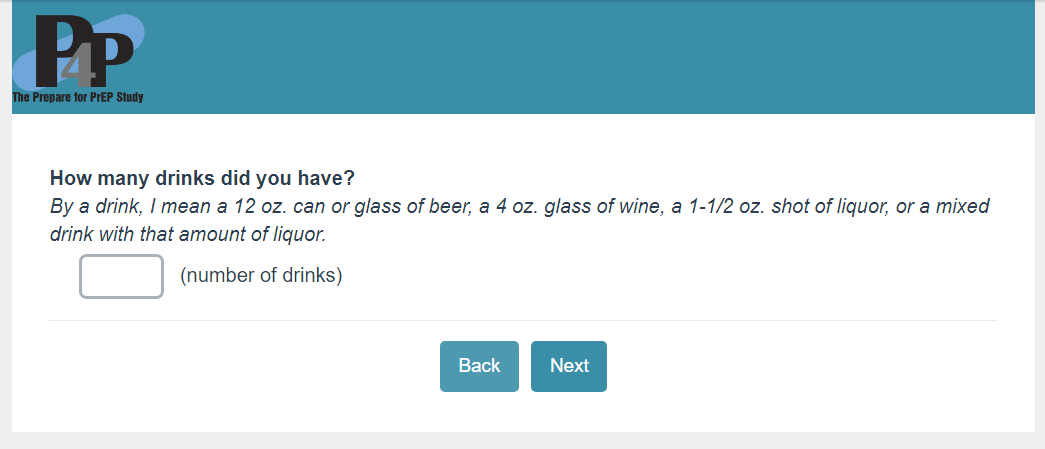 P4P
The Prepare for PrEP Study
How many drinks did you have?
By a drink, I mean a 12 oz. can or glass of beer, a 4 oz. glass of wine, a 1-1/2 oz. shot of liquor, or a mixed
drink with that amount of liquor.
(number of drinks)
Back Next